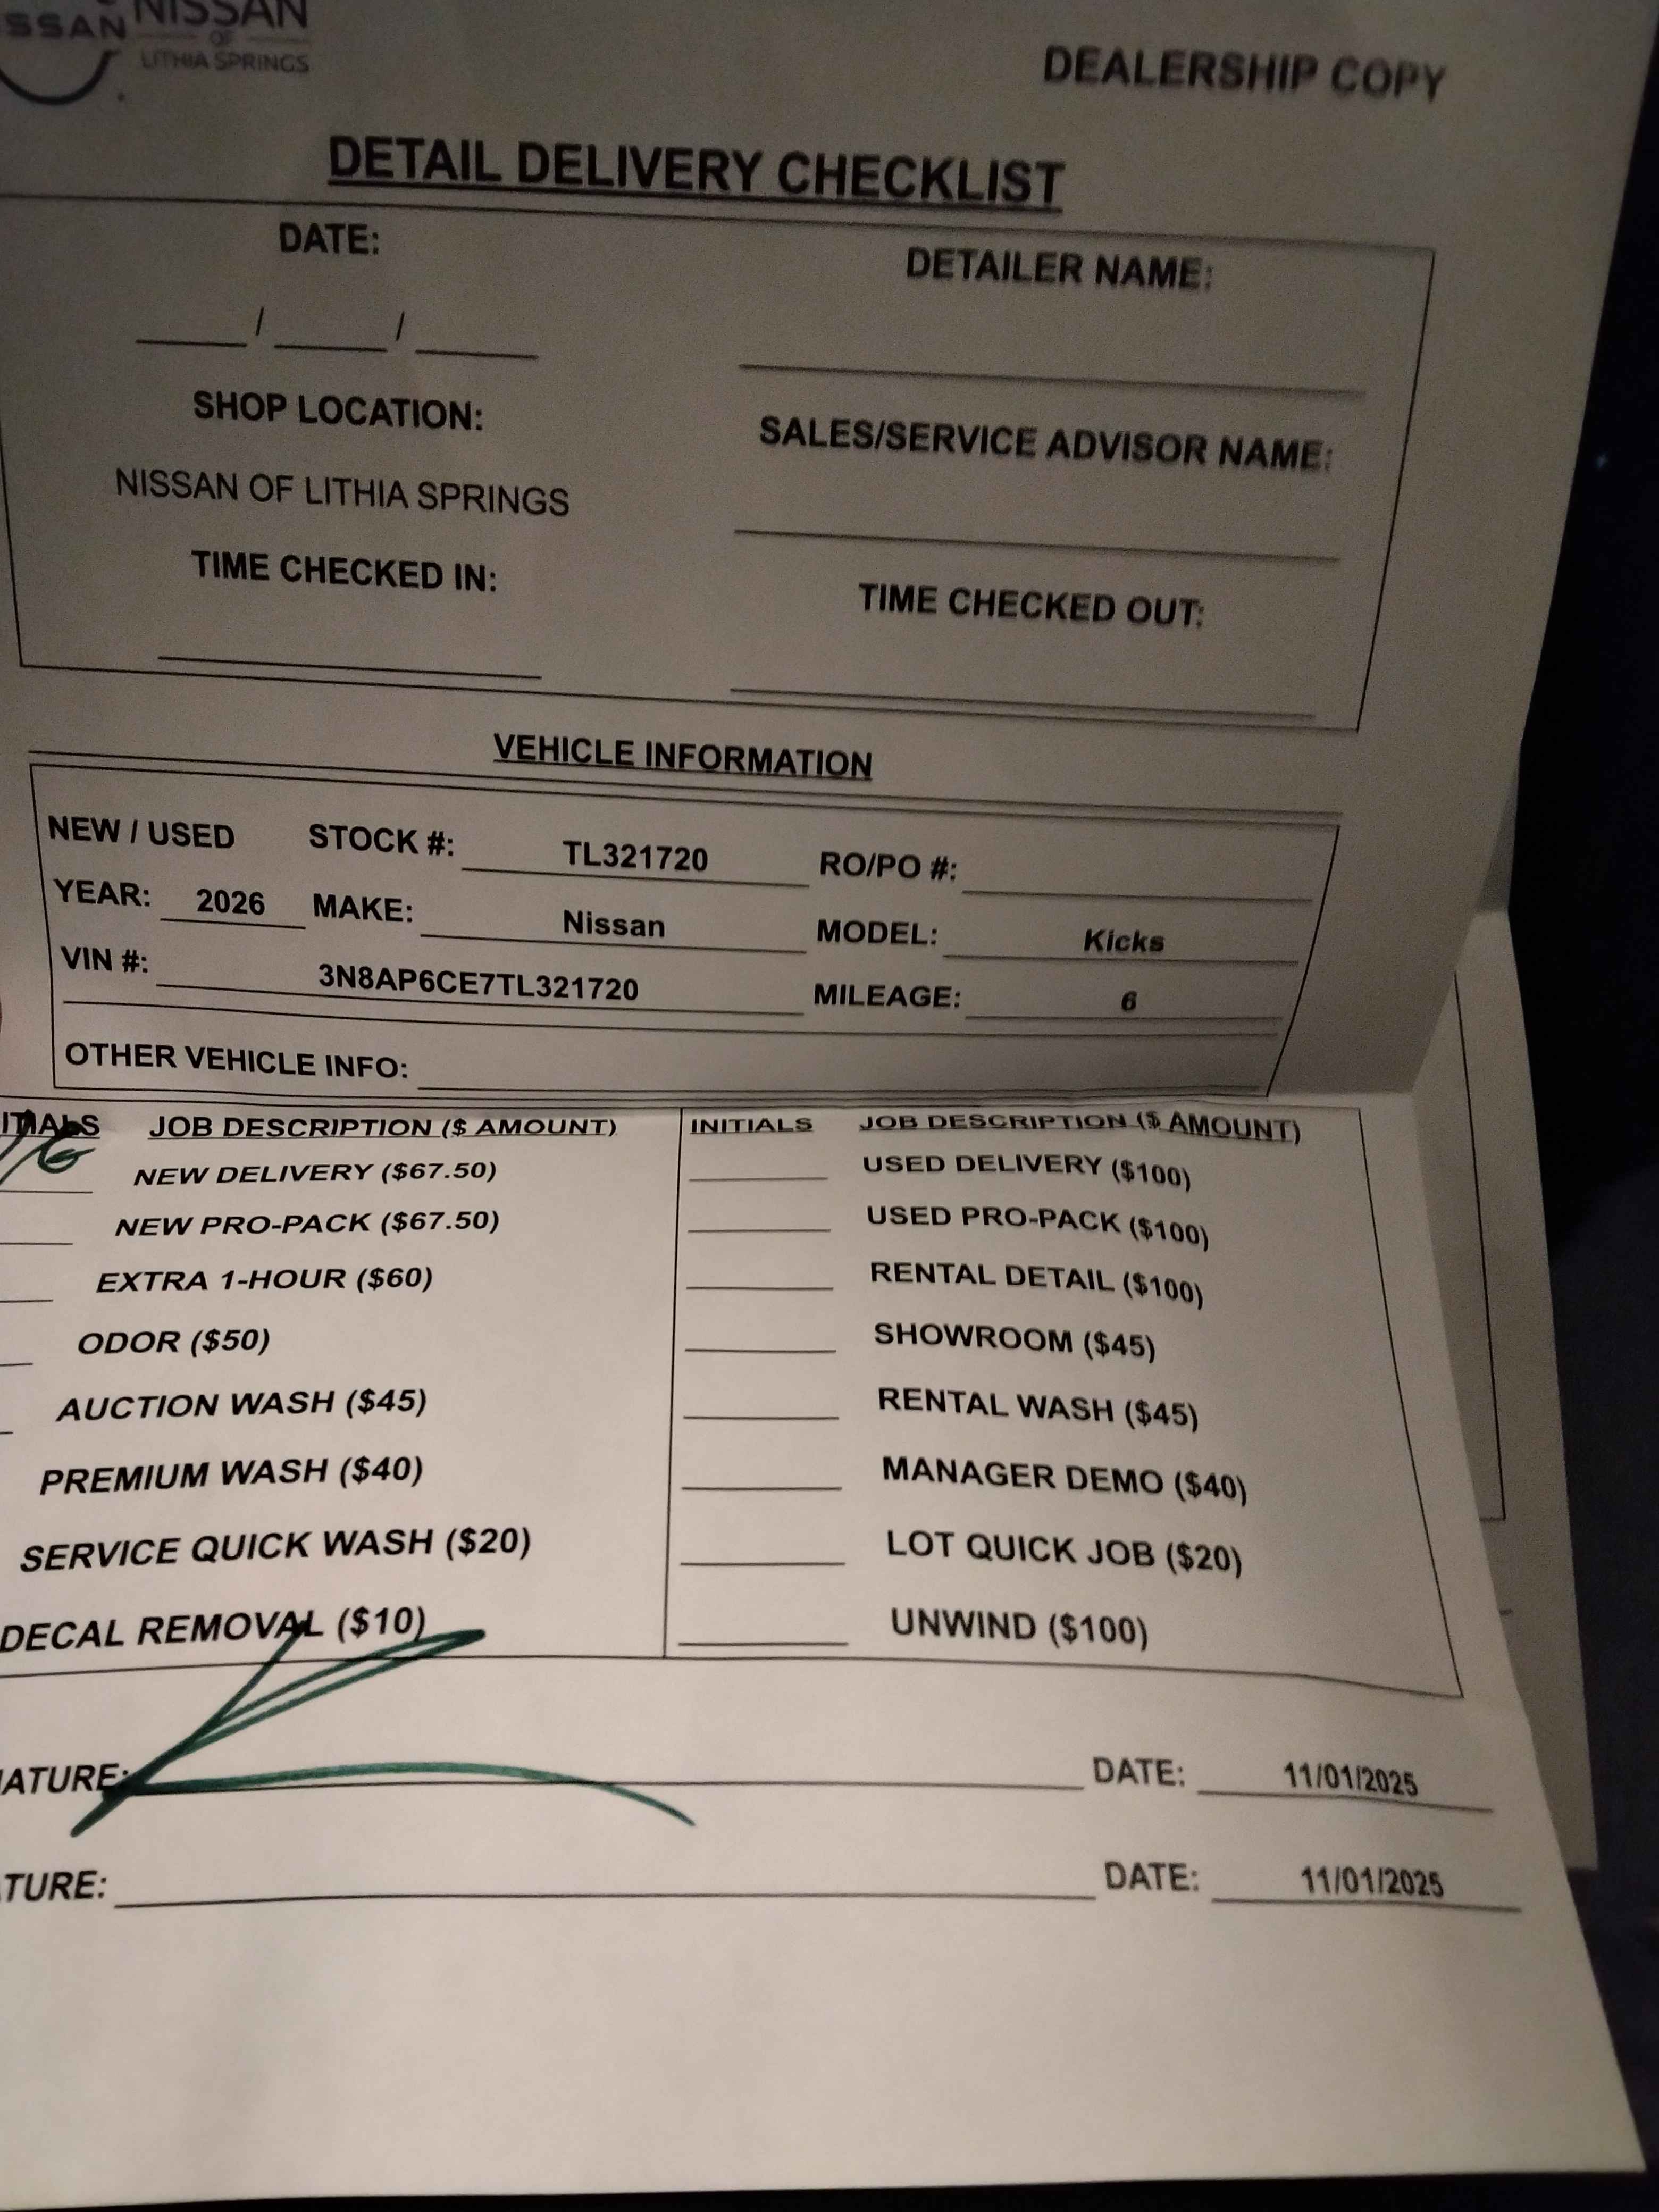 SSAN NISSAN
OF
LITHIA SPRINGS
DEALERSHIP COPY
DETAIL DELIVERY CHECKLIST
DATE:
DETAILER NAME:
/ /
SHOP LOCATION:
SALES/SERVICE ADVISOR NAME:
NISSAN OF LITHIA SPRINGS
TIME CHECKED IN:
TIME CHECKED OUT:
VEHICLE INFORMATION
NEW / USED STOCK #: TL321720 RO/PO #:
YEAR: 2026 MAKE: Nissan MODEL: Kicks
VIN #: 3N8AP6CE7TL321720 MILEAGE: 6
OTHER VEHICLE INFO:
ITIALS JOB DESCRIPTION ($ AMOUNT) INITIALS JOB DESCRIPTION ($ AMOUNT)
NEW DELIVERY ($67.50) USED DELIVERY ($100)
NEW PRO-PACK ($67.50) USED PRO-PACK ($100)
EXTRA 1-HOUR ($60) RENTAL DETAIL ($100)
ODOR ($50) SHOWROOM ($45)
AUCTION WASH ($45) RENTAL WASH ($45)
PREMIUM WASH ($40) MANAGER DEMO ($40)
SERVICE QUICK WASH ($20) LOT QUICK JOB ($20)
DECAL REMOVAL ($10) UNWIND ($100)
ATURE: DATE: 11/01/2025
TURE: DATE: 11/01/2025